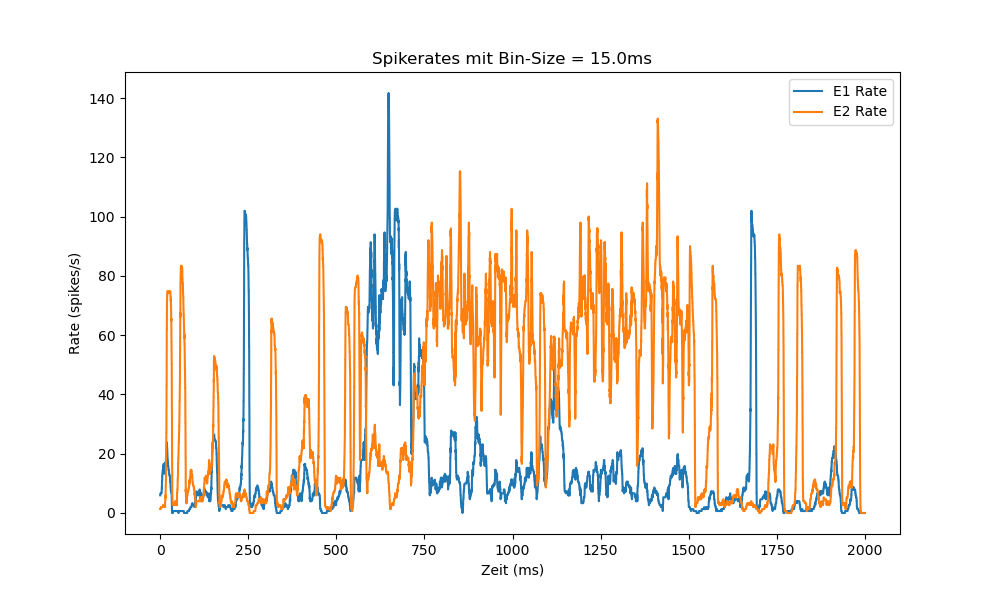 Spikerates mit Bin-Size = 15.0ms
E1 Rate
E2 Rate
140
120
100
80
60
40
20
0
Rate (spikes/s)
0 250 500 750 1000 1250 1500 1750 2000
Zeit (ms)